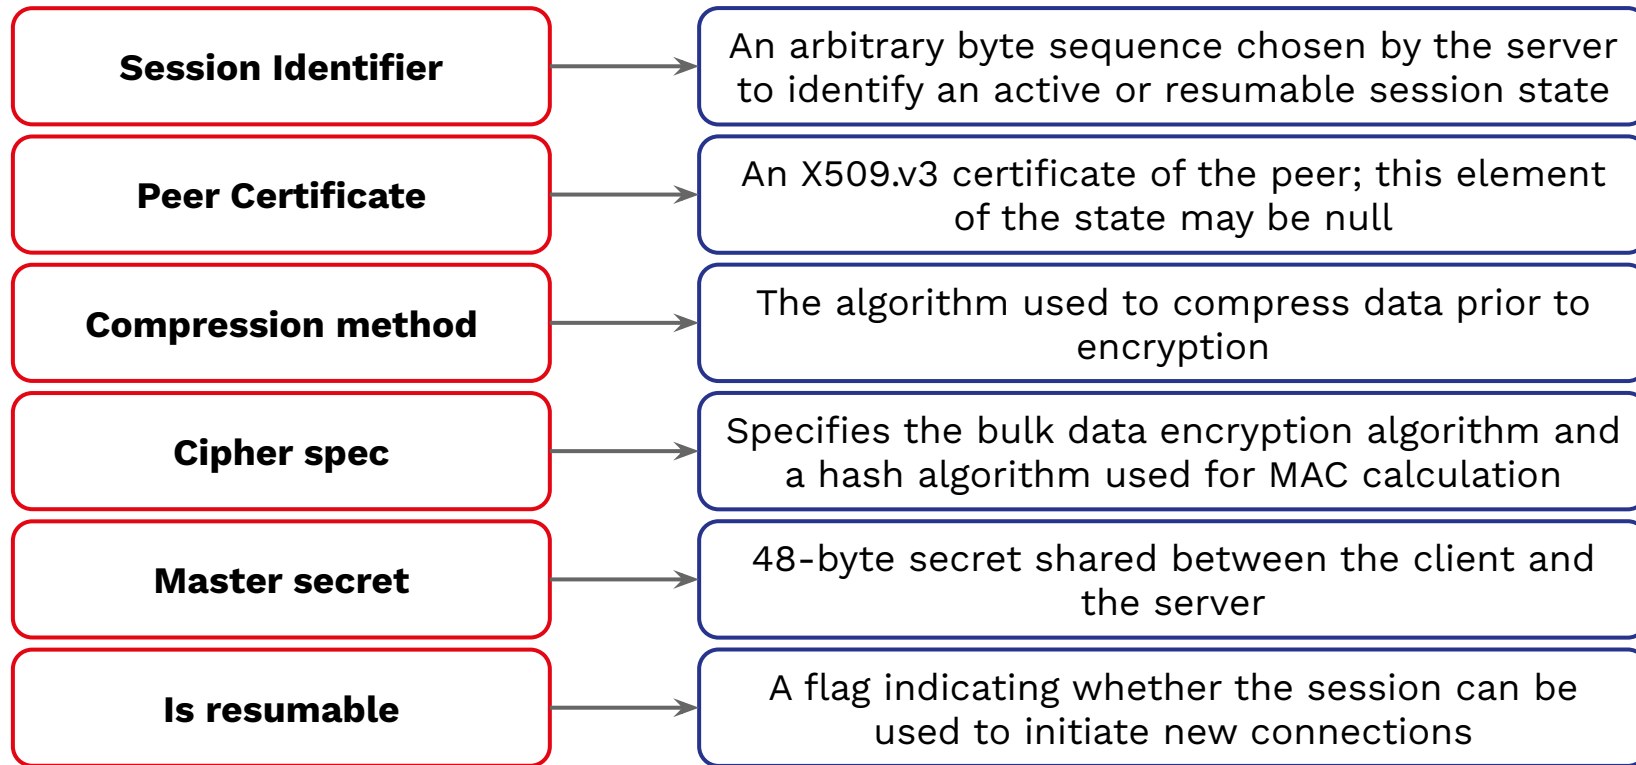 Session Identifier
An arbitrary byte sequence chosen by the server
to identify an active or resumable session state
Peer Certificate
An X509.v3 certificate of the peer; this element
of the state may be null
Compression method
The algorithm used to compress data prior to
encryption
Cipher spec
Specifies the bulk data encryption algorithm and
a hash algorithm used for MAC calculation
Master secret
48-byte secret shared between the client and
the server
Is resumable
A flag indicating whether the session can be
used to initiate new connections